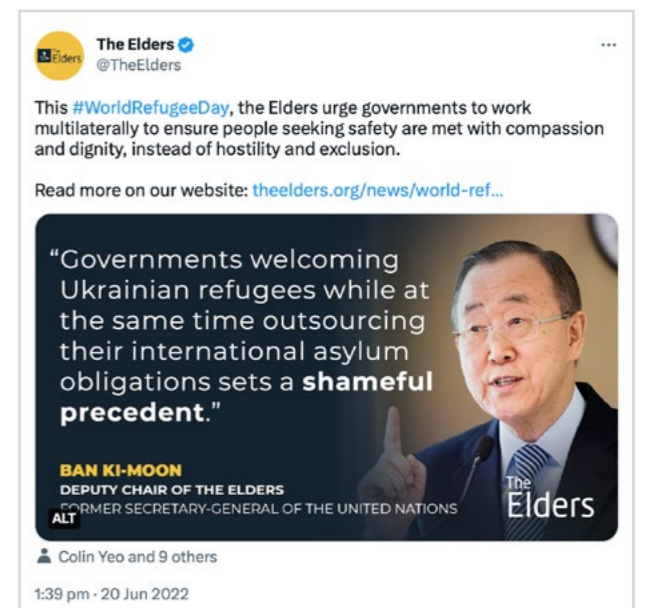 The Elders
@TheElders
The
Elders
This #WorldRefugeeDay, the Elders urge governments to work
multilaterally to ensure people seeking safety are met with compassion
and dignity, instead of hostility and exclusion.
Read more on our website: theelders.org/news/world-ref...
“Governments welcoming
Ukrainian refugees while at
the same time outsourcing
their international asylum
obligations sets a shameful
precedent.”
BAN KI-MOON
DEPUTY CHAIR OF THE ELDERS
FORMER SECRETARY-GENERAL OF THE UNITED NATIONS
ALT
The
Elders
Colin Yeo and 9 others
1:39 pm · 20 Jun 2022